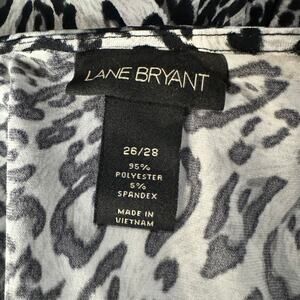 LANE BRYANT
26/28
95%
POLYESTER
5%
SPANDEX
MADE IN
VIETNAM